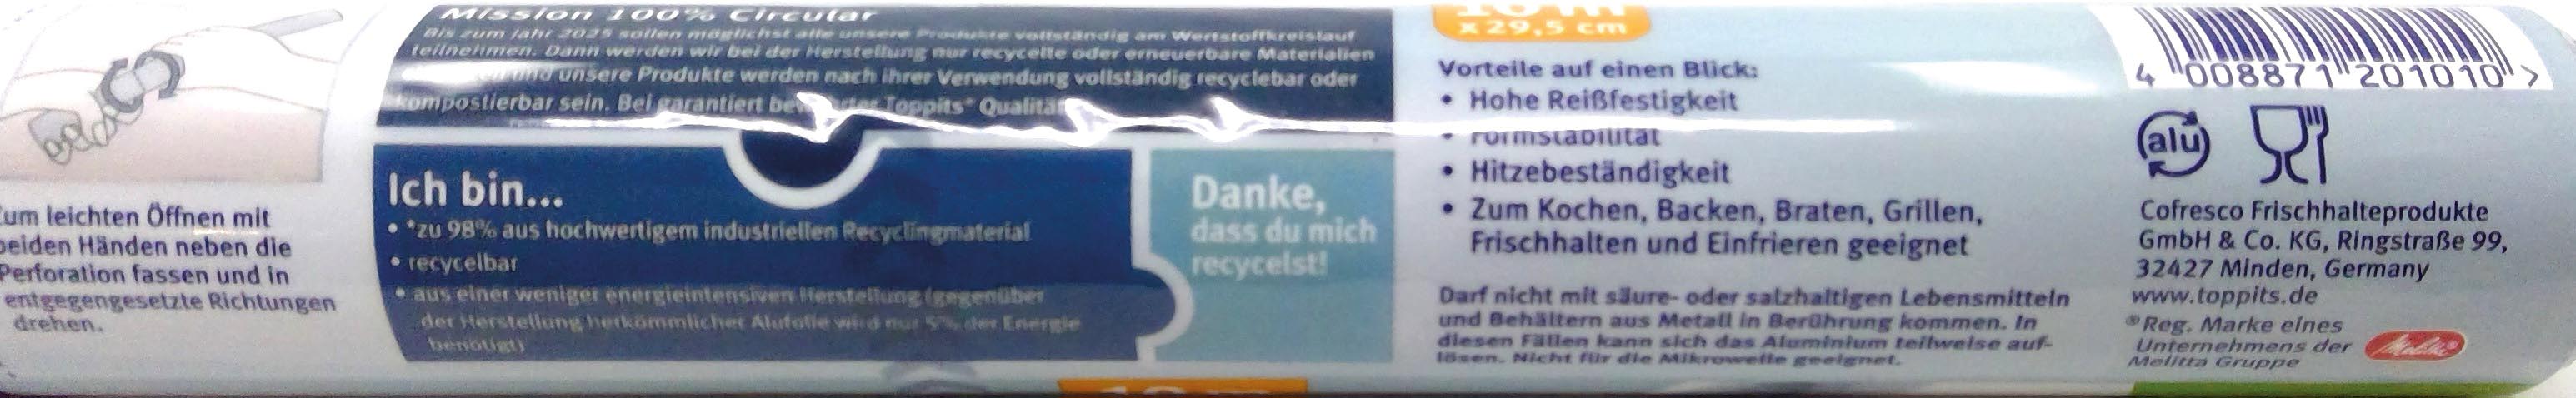 um leichten Öffnen mit
beiden Händen neben die
Perforation fassen und in
entgegengesetzte Richtungen
drehen.
Mission 100% Circular
Bis zum Jahr 2025 sollen möglichst alle unsere Produkte vollständig am Wertstoffkreislauf
teilnehmen. Dann werden wir bei der Herstellung nur recycelte oder erneuerbare Materialien
und unsere Produkte werden nach ihrer Verwendung vollständig recyclebar oder
kompostierbar sein. Bei garantiert bewährter Toppits® Qualität
Ich bin...
• *zu 98% aus hochwertigem industriellen Recyclingmaterial
• recycelbar
• aus einer weniger energieintensiven Herstellung (gegenüber
der Herstellung herkömmlicher Alufolie wird nur 5% der Energie
benötigt)
Danke,
dass du mich
recycelst!
10 m
x 29,5 cm
Vorteile auf einen Blick:
• Hohe Reißfestigkeit
• Formstabilität
• Hitzebeständigkeit
• Zum Kochen, Backen, Braten, Grillen,
Frischhalten und Einfrieren geeignet
Darf nicht mit säure- oder salzhaltigen Lebensmitteln
und Behältern aus Metall in Berührung kommen. In
diesen Fällen kann sich das Aluminium teilweise auf-
lösen. Nicht für die Mikrowelle geeignet.
4 008871 201010 >
alu
Cofresco Frischhalteprodukte
GmbH & Co. KG, Ringstraße 99,
32427 Minden, Germany
www.toppits.de
®Reg. Marke eines
Unternehmens der
Melitta Gruppe
Melitta®
10 m